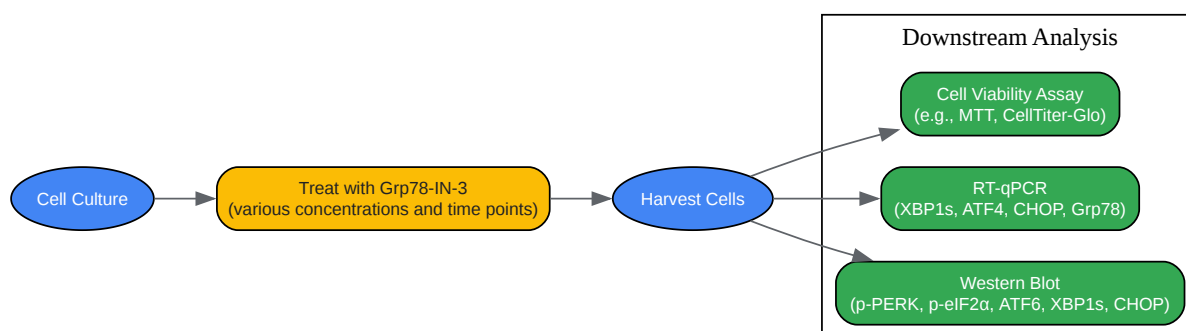 Downstream Analysis
Cell Viability Assay
(e.g., MTT, CellTiter-Glo)
Cell Culture
Treat with Grp78-IN-3
(various concentrations and time points)
Harvest Cells
RT-qPCR
(XBP1s, ATF4, CHOP, Grp78)
Western Blot
(p-PERK, p-eIF2α, ATF6, XBP1s, CHOP)